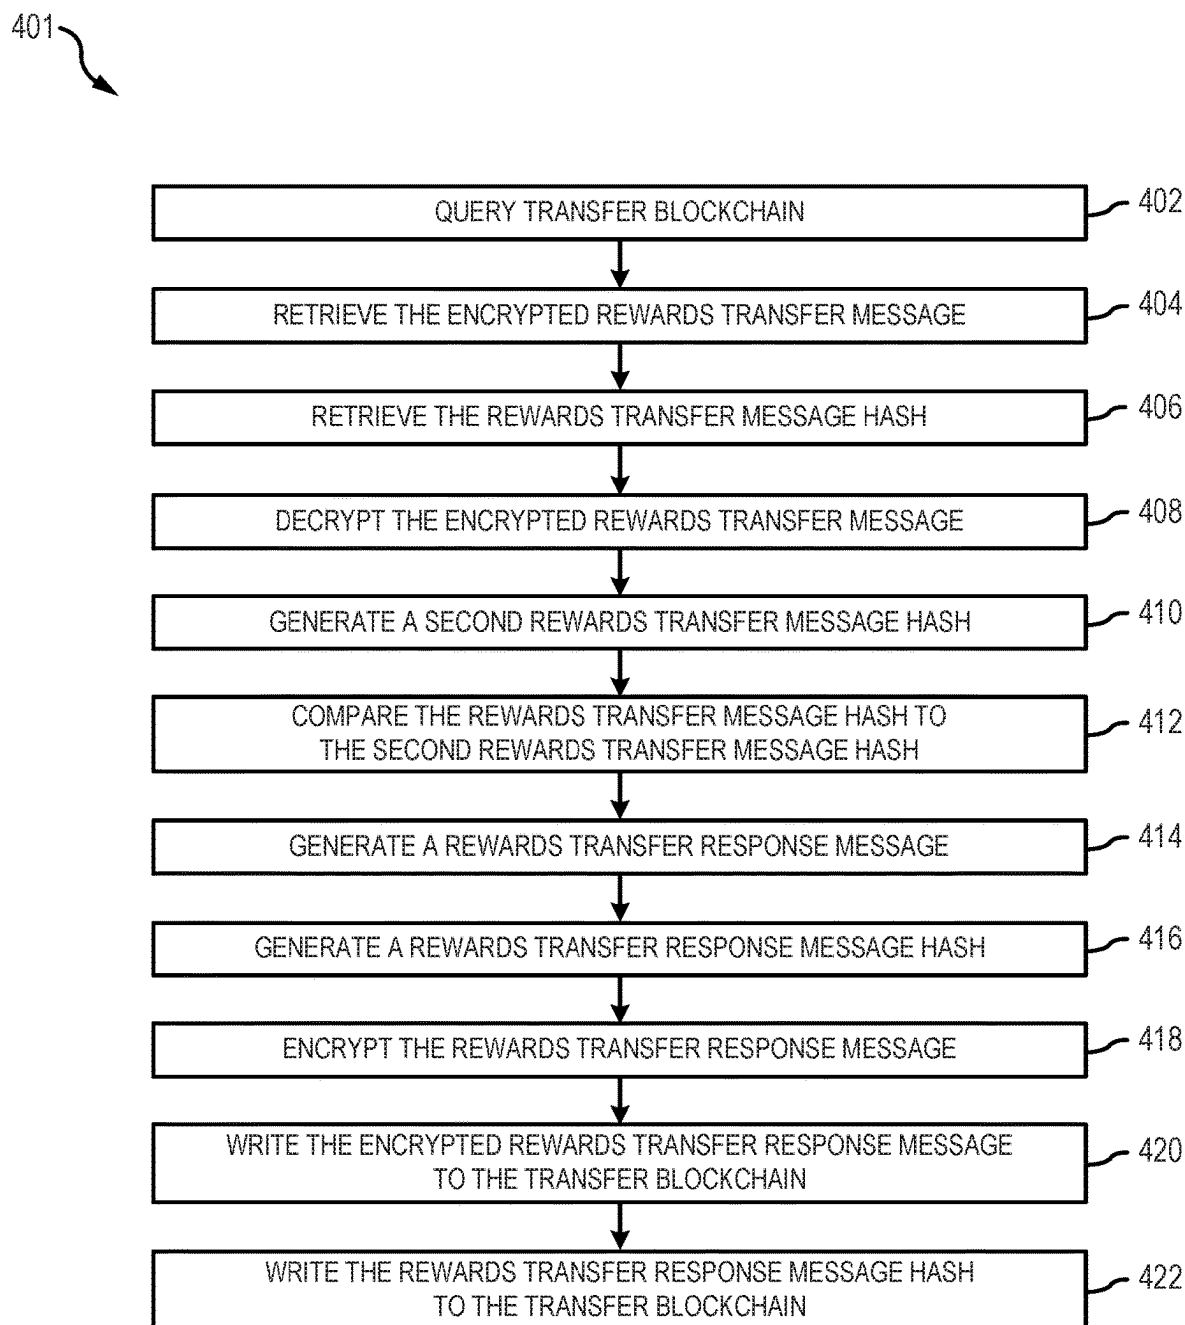 401
QUERY TRANSFER BLOCKCHAIN
402
RETRIEVE THE ENCRYPTED REWARDS TRANSFER MESSAGE
404
RETRIEVE THE REWARDS TRANSFER MESSAGE HASH
406
DECRYPT THE ENCRYPTED REWARDS TRANSFER MESSAGE
408
GENERATE A SECOND REWARDS TRANSFER MESSAGE HASH
410
COMPARE THE REWARDS TRANSFER MESSAGE HASH TO
THE SECOND REWARDS TRANSFER MESSAGE HASH
412
GENERATE A REWARDS TRANSFER RESPONSE MESSAGE
414
GENERATE A REWARDS TRANSFER RESPONSE MESSAGE HASH
416
ENCRYPT THE REWARDS TRANSFER RESPONSE MESSAGE
418
WRITE THE ENCRYPTED REWARDS TRANSFER RESPONSE MESSAGE
TO THE TRANSFER BLOCKCHAIN
420
WRITE THE REWARDS TRANSFER RESPONSE MESSAGE HASH
TO THE TRANSFER BLOCKCHAIN
422